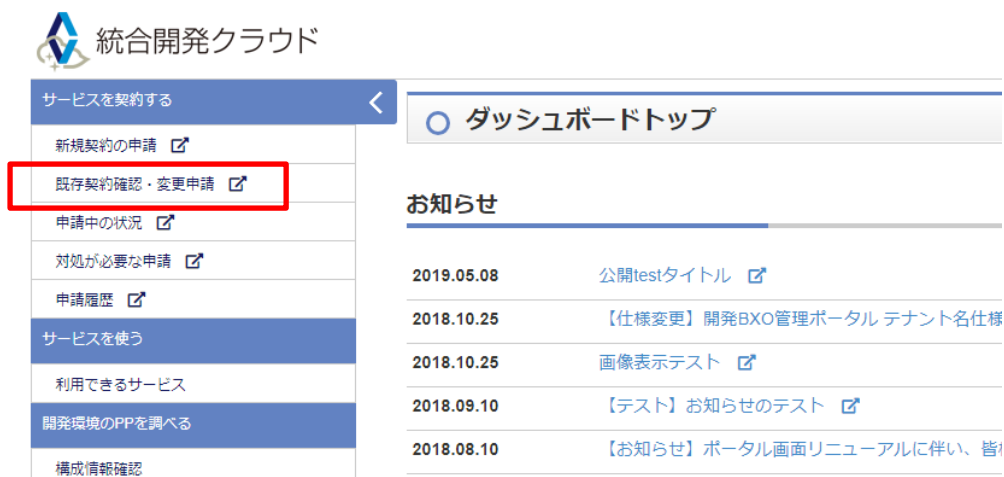 統合開発クラウド
サービスを契約する
新規契約の申請
既存契約確認・変更申請
申請中の状況
対処が必要な申請
申請履歴
サービスを使う
利用できるサービス
開発環境のPPを調べる
構成情報確認
ダッシュボードトップ
お知らせ
2019.05.08 公開testタイトル
2018.10.25 【仕様変更】開発BXO管理ポータル テナント名仕様
2018.10.25 画像表示テスト
2018.09.10 【テスト】お知らせのテスト
2018.08.10 【お知らせ】ポータル画面リニューアルに伴い、皆